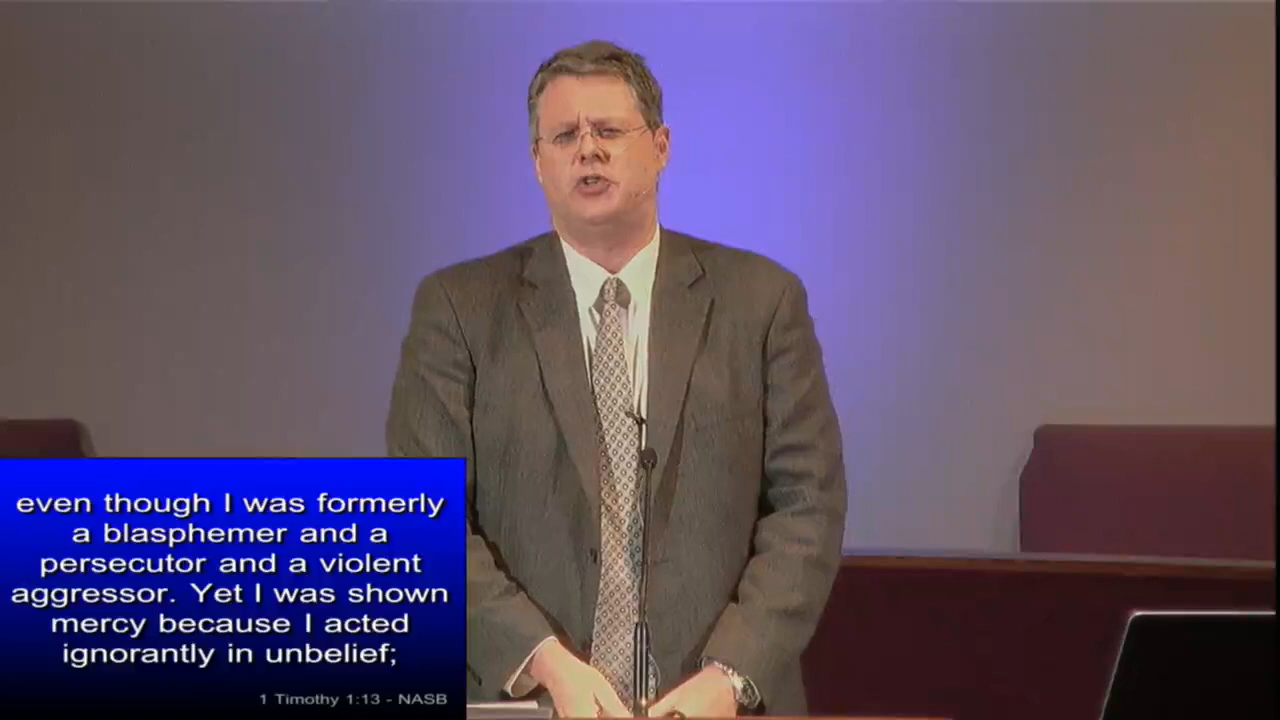 even though I was formerly
a blasphemer and a
persecutor and a violent
aggressor. Yet I was shown
mercy because I acted
ignorantly in unbelief;
1 Timothy 1:13 - NASB